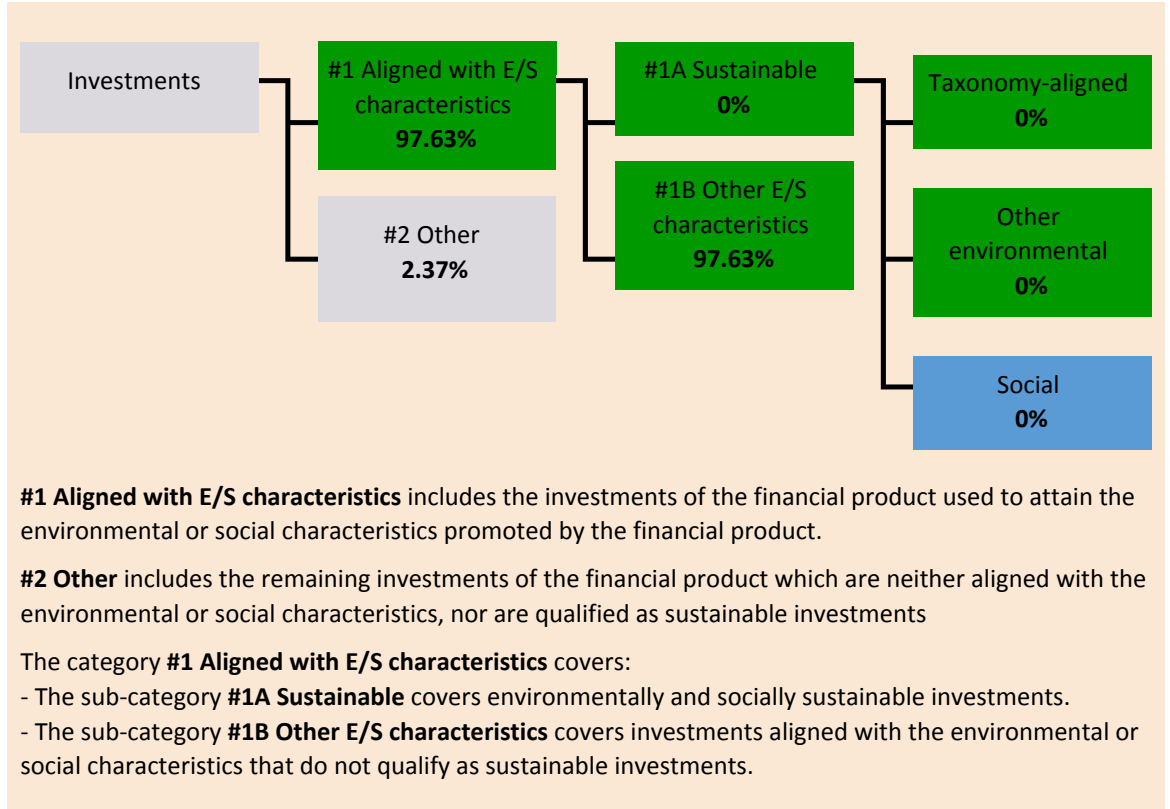 Investments
#1 Aligned with E/S
characteristics
97.63%
#2 Other
2.37%
#1A Sustainable
0%
#1B Other E/S
characteristics
97.63%
Taxonomy-aligned
0%
Other
environmental
0%
Social
0%
#1 Aligned with E/S characteristics includes the investments of the financial product used to attain the
environmental or social characteristics promoted by the financial product.
#2 Other includes the remaining investments of the financial product which are neither aligned with the
environmental or social characteristics, nor are qualified as sustainable investments
The category #1 Aligned with E/S characteristics covers:
- The sub-category #1A Sustainable covers environmentally and socially sustainable investments.
- The sub-category #1B Other E/S characteristics covers investments aligned with the environmental or
social characteristics that do not qualify as sustainable investments.